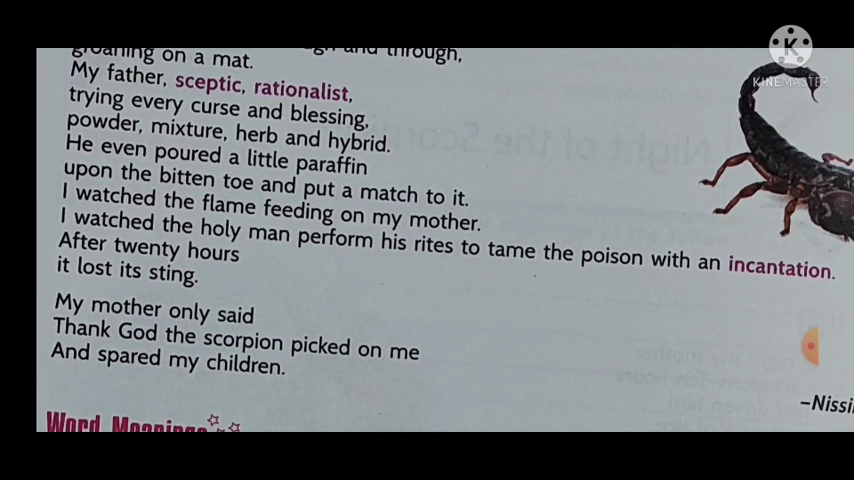 and through,
groaning on a mat.
My father, sceptic, rationalist,
trying every curse and blessing,
powder, mixture, herb and hybrid.
He even poured a little paraffin
upon the bitten toe and put a match to it.
I watched the flame feeding on my mother.
I watched the holy man perform his rites to tame the poison with an incantation.
After twenty hours
it lost its sting.
My mother only said
Thank God the scorpion picked on me
And spared my children.
–Nissi
Word Meanings
K
KINEMASTER